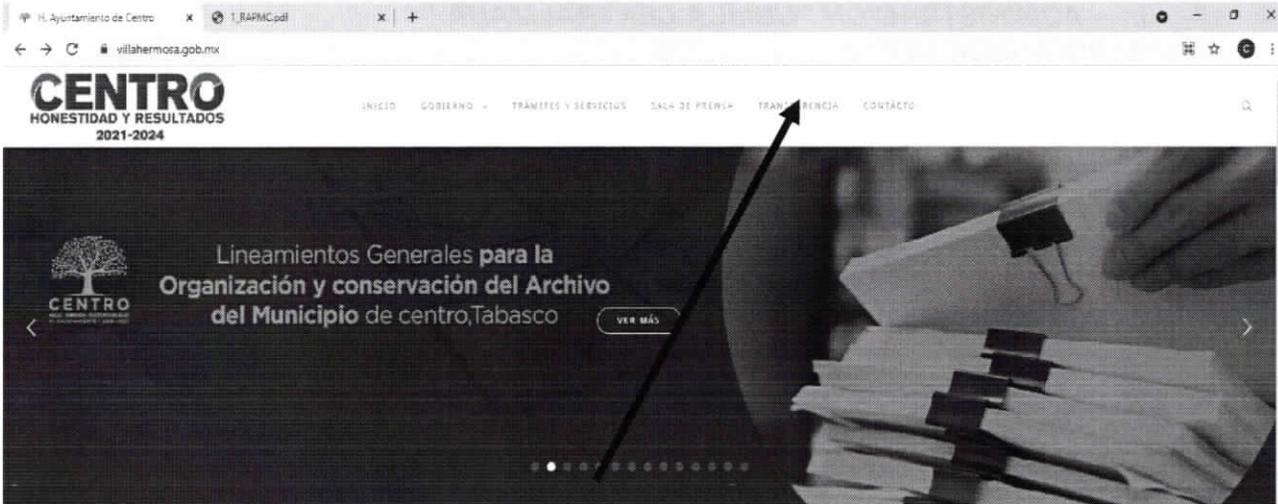 H. Ayuntamiento de Centro
1_RAPMC.pdf
villahermosa.gob.mx
CENTRO
HONESTIDAD Y RESULTADOS
2021-2024
INICIO GOBIERNO TRÁMITES Y SERVICIOS SALA DE PRENSA CONTÁCTO
Lineamientos Generales para la
Organización y conservación del Archivo
del Municipio de centro,Tabasco
CENTRO
VER MÁS